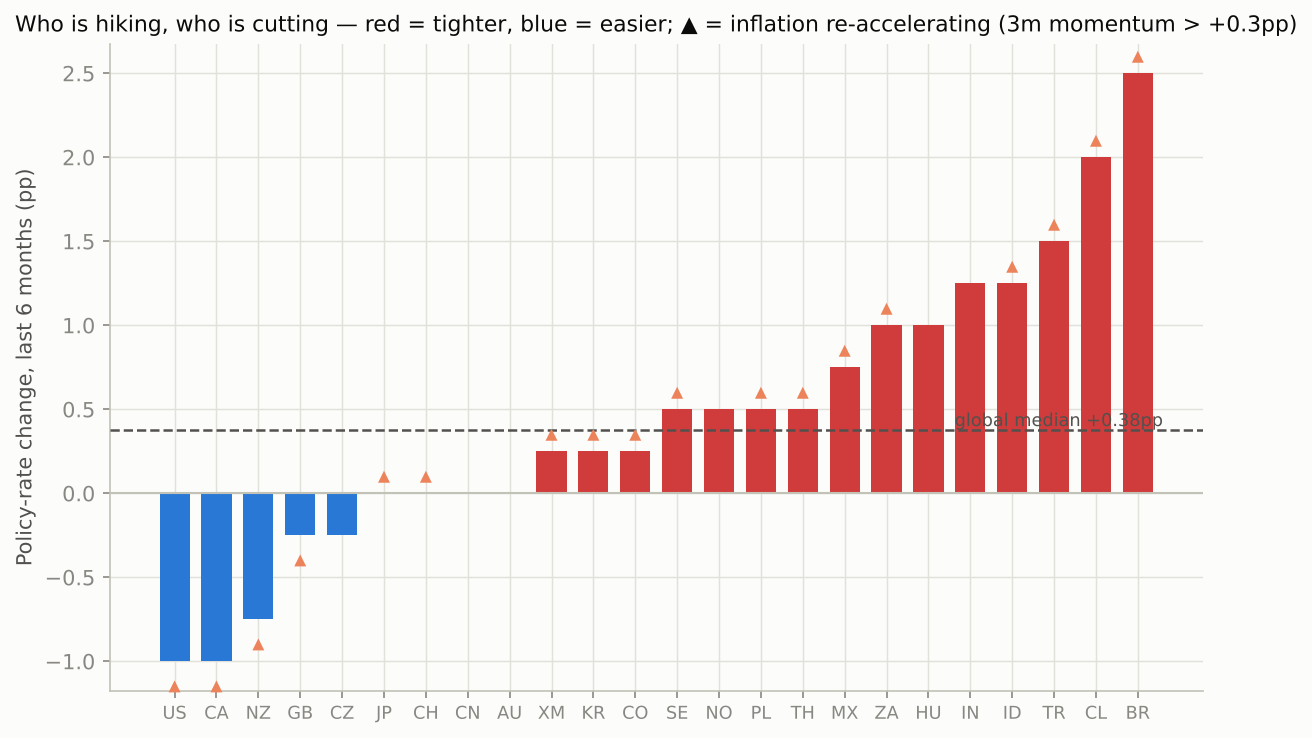 Who is hiking, who is cutting — red = tighter, blue = easier; ▲ = inflation re-accelerating (3m momentum > +0.3pp)
Policy-rate change, last 6 months (pp)
2.5
2.0
1.5
1.0
0.5
0.0
−0.5
−1.0
global median +0.38pp
US CA NZ GB CZ JP CH CN AU XM KR CO SE NO PL TH MX ZA HU IN ID TR CL BR